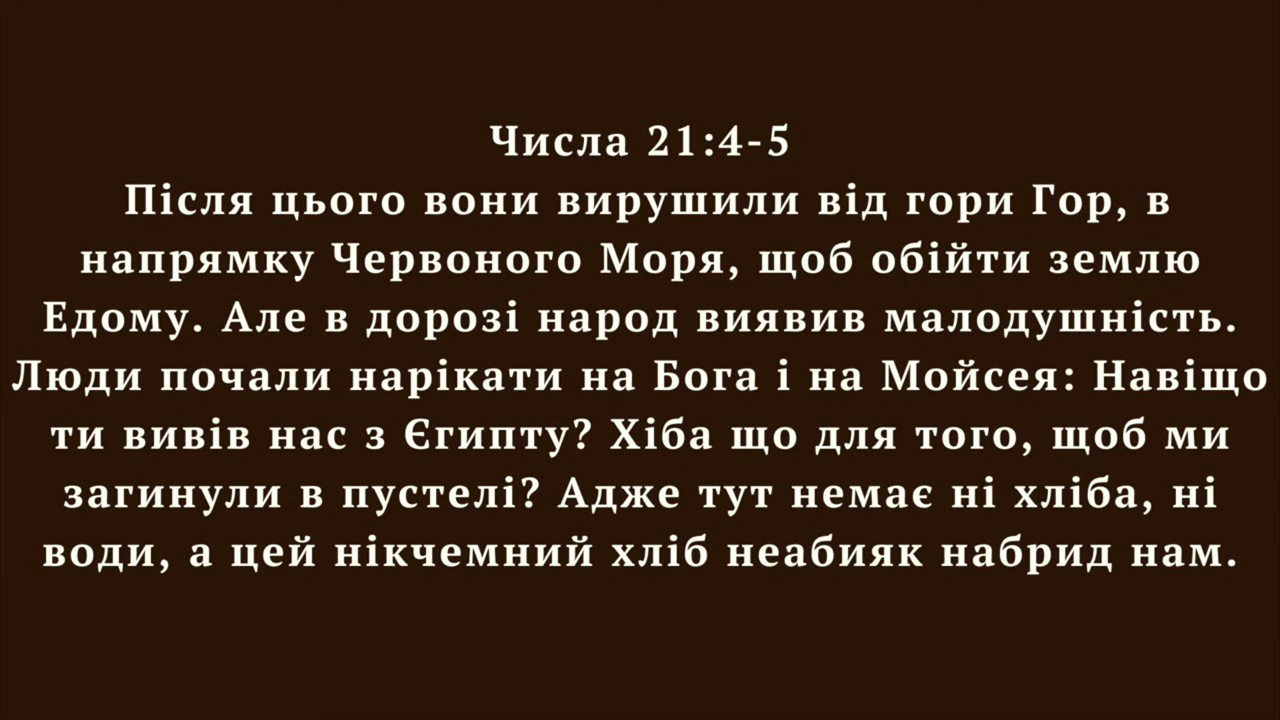 Числа 21:4-5
Після цього вони вирушили від гори Гор, в
напрямку Червоного Моря, щоб обійти землю
Едому. Але в дорозі народ виявив малодушність.
Люди почали нарікати на Бога і на Мойсея: Навіщо
ти вивів нас з Єгипту? Хіба що для того, щоб ми
загинули в пустелі? Адже тут немає ні хліба, ні
води, а цей нікчемний хліб неабияк набрид нам.